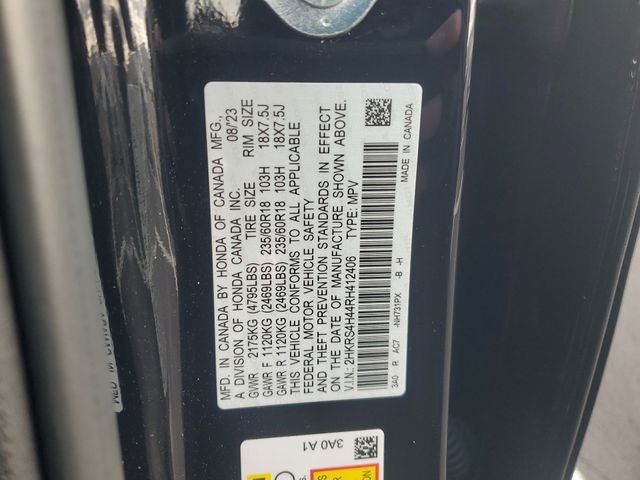 MFD. IN CANADA BY HONDA OF CANADA MFG.,
A DIVISION OF HONDA CANADA INC. 08/23
GVWR 2175KG (4795LBS) TIRE SIZE RIM SIZE
GAWR F 1120KG (2469LBS) 235/60R18 103H 18X7.5J
GAWR R 1120KG (2469LBS) 235/60R18 103H 18X7.5J
THIS VEHICLE CONFORMS TO ALL APPLICABLE
FEDERAL MOTOR VEHICLE SAFETY
AND THEFT PREVENTION STANDARDS IN EFFECT
ON THE DATE OF MANUFACTURE SHOWN ABOVE.
V.I.N: 2HKRS4H44RH412406 TYPE: MPV
3A0 R AC7 -NH731PX -B -H MADE IN CANADA
3A0 A1